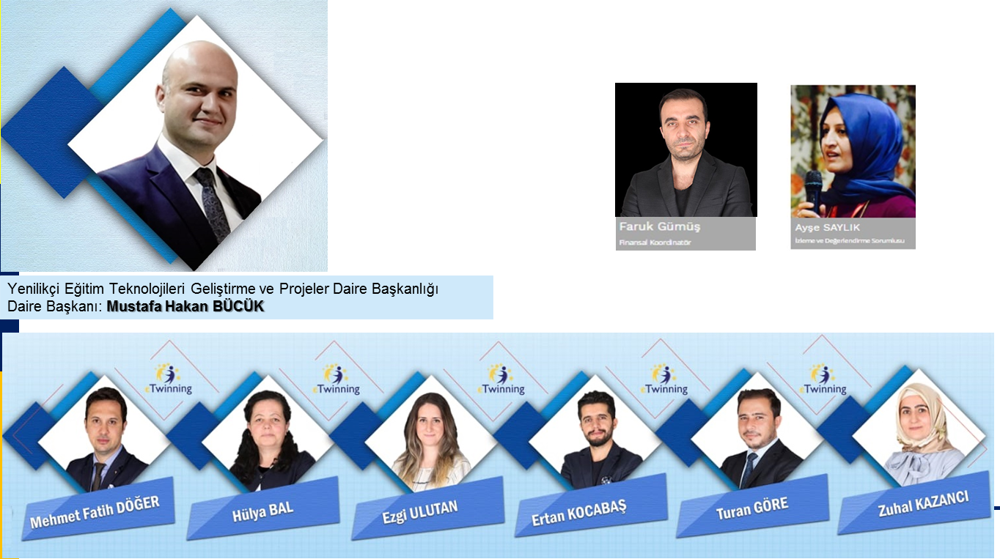 Faruk Gümüş
Finansal Koordinatör
Ayşe SAYLIK
İzleme ve Değerlendirme Sorumlusu
Yenilikçi Eğitim Teknolojileri Geliştirme ve Projeler Daire Başkanlığı
Daire Başkanı: Mustafa Hakan BÜCÜK
eTwinning
eTwinning
eTwinning
eTwinning
eTwinning
Mehmet Fatih DÖĞER
Hülya BAL
Ezgi ULUTAN
Ertan KOCABAŞ
Turan GÖRE
Zuhal KAZANCI